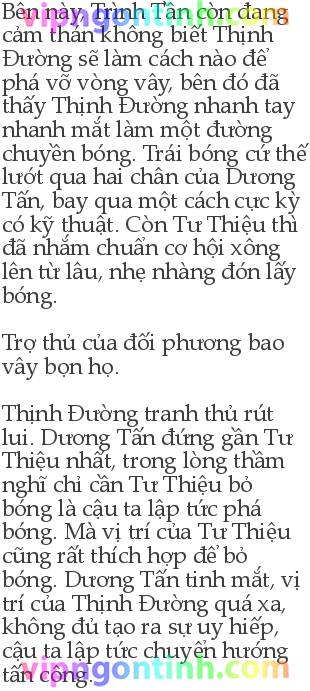 vipngontinh.com
Bên này, Trình Tần còn đang
cảm thán không biết Thịnh
Đường sẽ làm cách nào để
phá vỡ vòng vây, bên đó đã
thấy Thịnh Đường nhanh tay
nhanh mắt làm một đường
chuyền bóng. Trái bóng cứ thế
lướt qua hai chân của Dương
Tấn, bay qua một cách cực kỳ
có kỹ thuật. Còn Tư Thiệu thì
đã nhắm chuẩn cơ hội xông
lên từ lâu, nhẹ nhàng đón lấy
bóng.
Trợ thủ của đối phương bao
vây bọn họ.
Thịnh Đường tranh thủ rút
lui. Dương Tấn đứng gần Tư
Thiệu nhất, trong lòng thầm
nghĩ chỉ cần Tư Thiệu bỏ
bóng là cậu ta lập tức phá
bóng. Mà vị trí của Tư Thiệu
cũng rất thích hợp để bỏ
bóng. Dương Tấn tinh mắt, vị
trí của Thịnh Đường quá xa,
không đủ tạo ra sự uy hiếp,
cậu ta lập tức chuyển hướng
tấn công.
vipngontinh.com